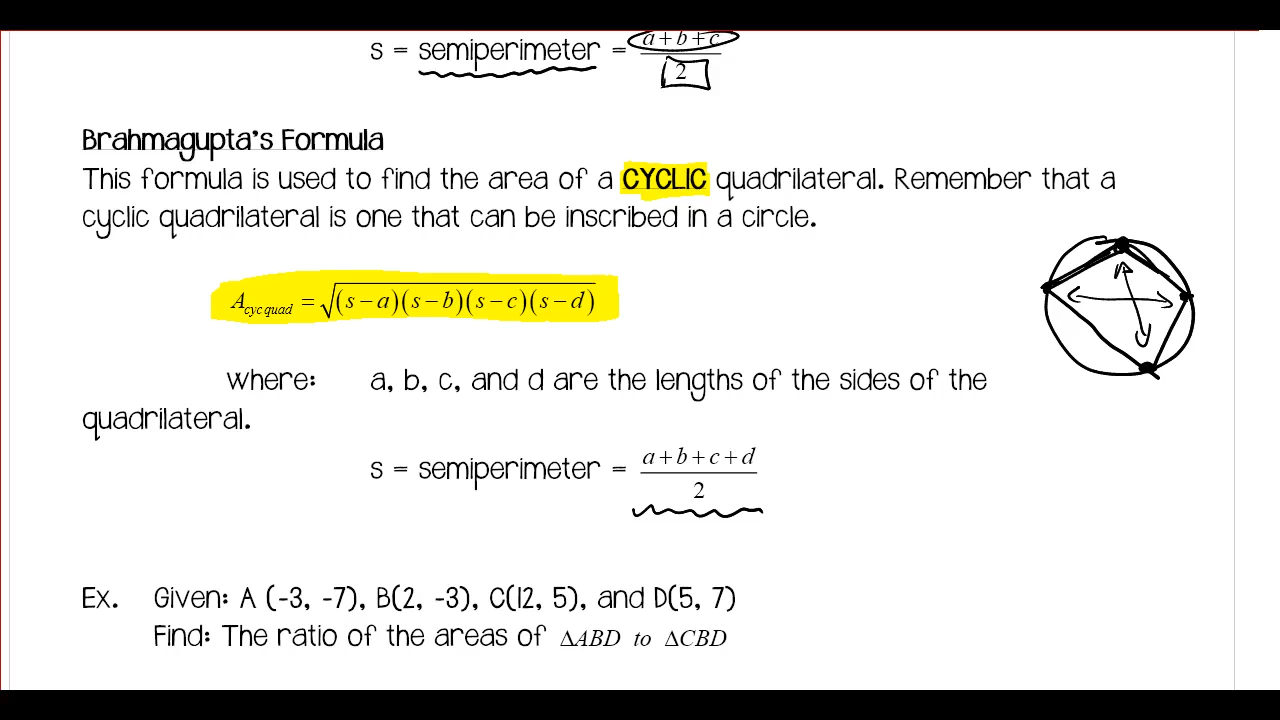 s = semiperimeter = a + b + c / 2
Brahmagupta's Formula
This formula is used to find the area of a CYCLIC quadrilateral. Remember that a
cyclic quadrilateral is one that can be inscribed in a circle.
A_cyc quad = √(s − a)(s − b)(s − c)(s − d)
where: a, b, c, and d are the lengths of the sides of the
quadrilateral.
s = semiperimeter = a + b + c + d / 2
Ex. Given: A (-3, -7), B(2, -3), C(12, 5), and D(5, 7)
Find: The ratio of the areas of ΔABD to ΔCBD